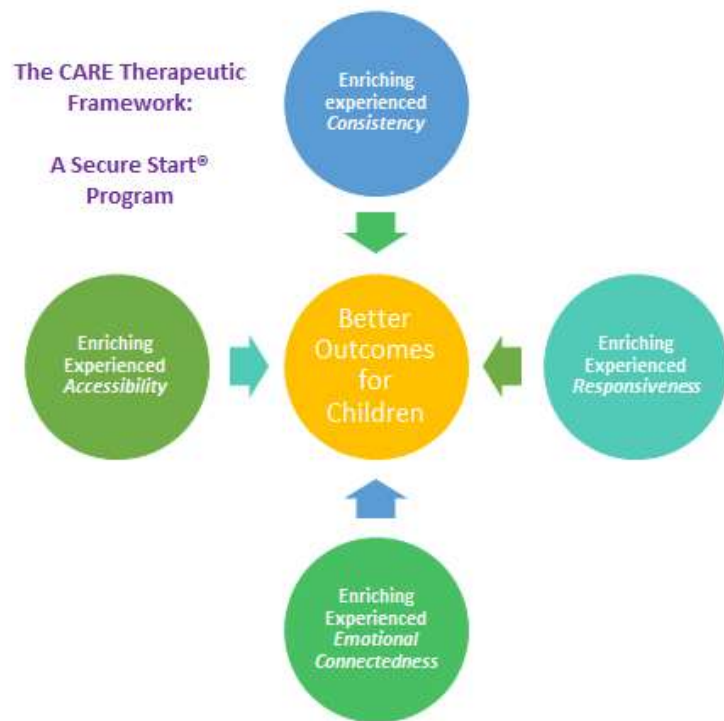 The CARE Therapeutic
Framework:
A Secure Start®
Program
Enriching
experienced
Consistency
Enriching
Experienced
Accessibility
Better
Outcomes
for
Children
Enriching
Experienced
Responsiveness
Enriching
Experienced
Emotional
Connectedness